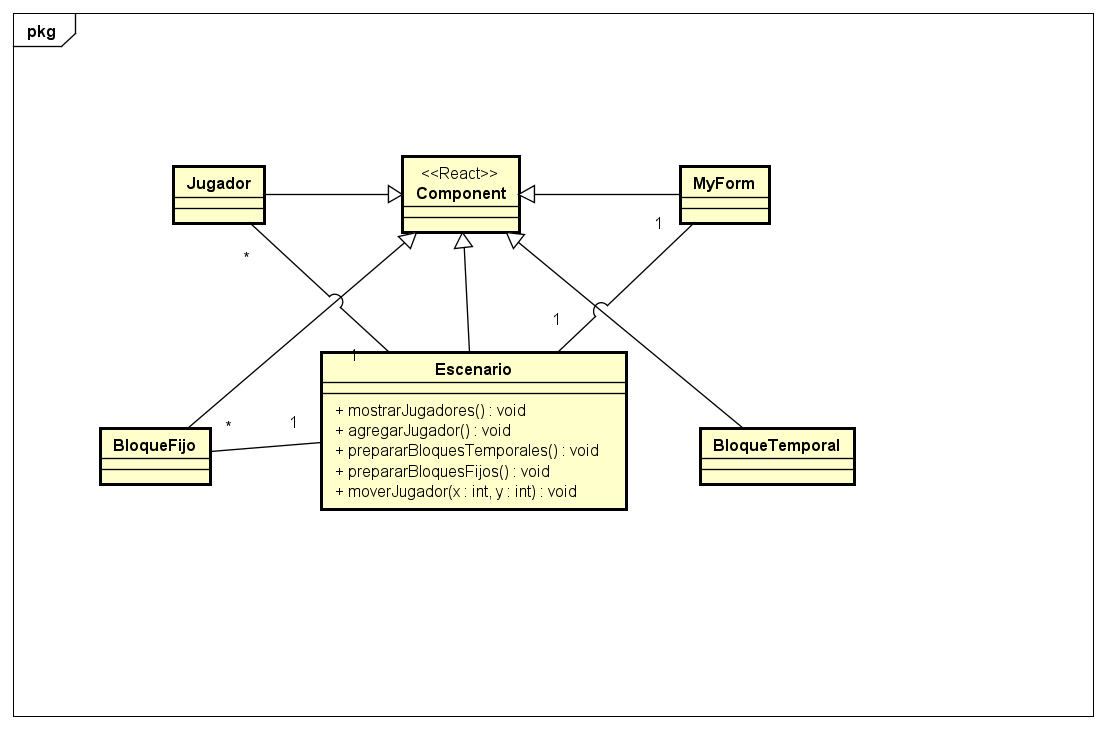 pkg
<<React>>
Component
Jugador
MyForm
1
*
1
1
Escenario
+ mostrarJugadores() : void
+ agregarJugador() : void
+ prepararBloquesTemporales() : void
+ prepararBloquesFijos() : void
+ moverJugador(x : int, y : int) : void
*
1
BloqueFijo
BloqueTemporal